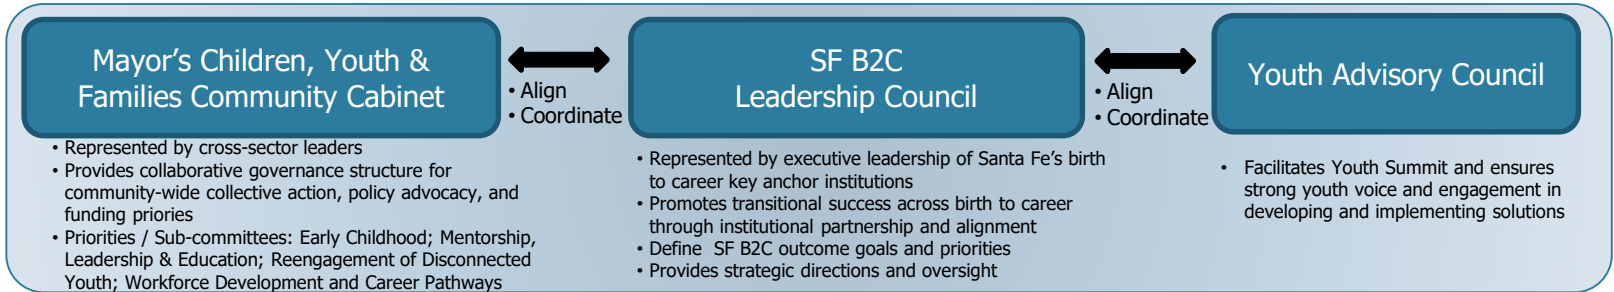 Mayor's Children, Youth &
Families Community Cabinet
• Align
• Coordinate
SF B2C
Leadership Council
• Align
• Coordinate
Youth Advisory Council
• Represented by cross-sector leaders
• Provides collaborative governance structure for
community-wide collective action, policy advocacy, and
funding priories
• Priorities / Sub-committees: Early Childhood; Mentorship,
Leadership & Education; Reengagement of Disconnected
Youth; Workforce Development and Career Pathways
• Represented by executive leadership of Santa Fe's birth
to career key anchor institutions
• Promotes transitional success across birth to career
through institutional partnership and alignment
• Define  SF B2C outcome goals and priorities
• Provides strategic directions and oversight
• Facilitates Youth Summit and ensures
strong youth voice and engagement in
developing and implementing solutions